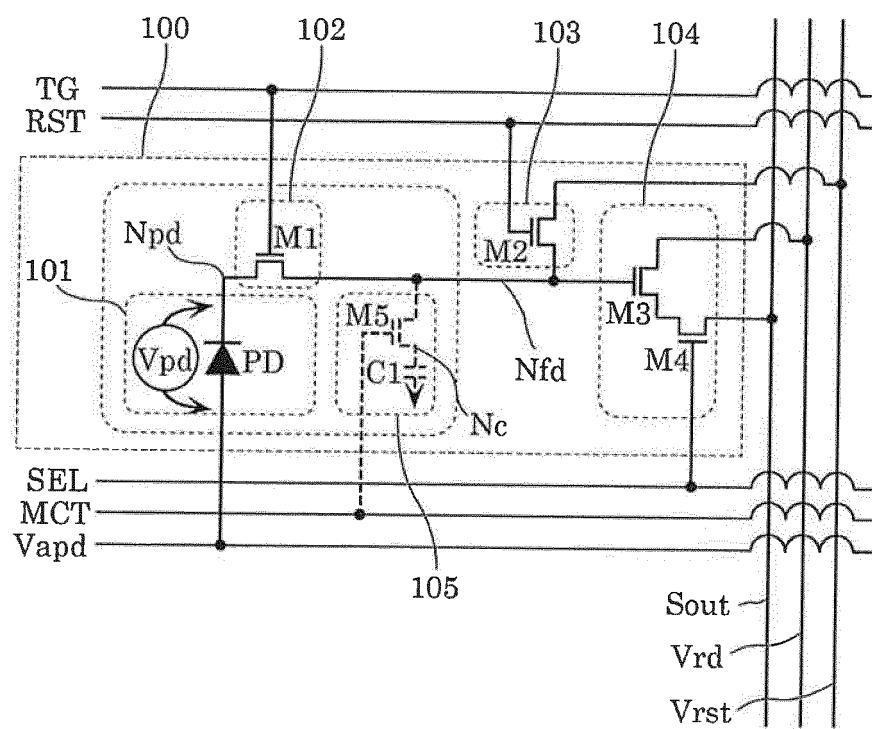 100
102
103
104
TG
RST
Npd
M1
M2
101
M5
M3
Vpd
PD
C1
Nfd
M4
Nc
SEL
MCT
Vapd
105
Sout
Vrd
Vrst